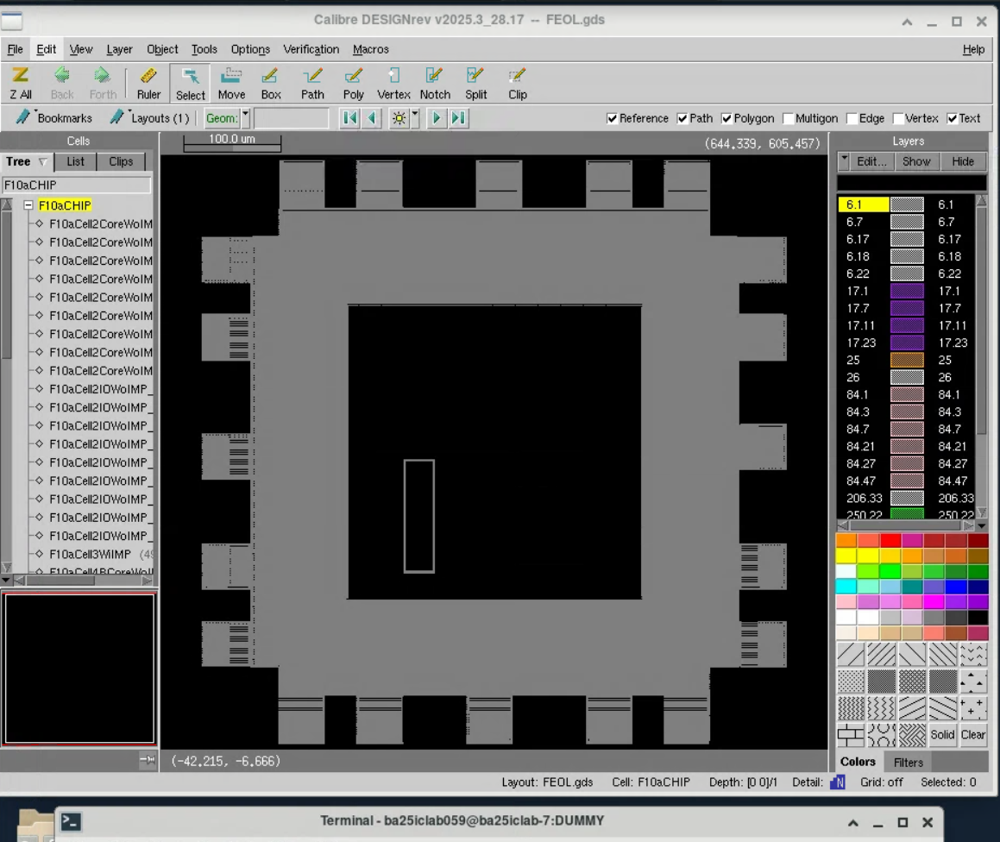 Calibre DESIGNrev v2025.3_28.17 -- FEOL.gds
File Edit View Layer Object Tools Options Verification Macros Help
Z All Back Forth Ruler Select Move Box Path Poly Vertex Notch Split Clip
Bookmarks Layouts (1) Geom: Reference Path Polygon Multigon Edge Vertex Text
Cells 100.0 um (644.339, 605.457) Layers
Tree List Clips Edit... Show Hide
F10aCHIP
F10aCHIP
F10aCell2CoreWoIM
F10aCell2CoreWoIM
F10aCell2CoreWoIM
F10aCell2CoreWoIM
F10aCell2CoreWoIM
F10aCell2CoreWoIM
F10aCell2CoreWoIM
F10aCell2CoreWoIM
F10aCell2CoreWoIM
F10aCell2IOWoIMP_
F10aCell2IOWoIMP_
F10aCell2IOWoIMP_
F10aCell2IOWoIMP_
F10aCell2IOWoIMP_
F10aCell2IOWoIMP_
F10aCell2IOWoIMP_
F10aCell2IOWoIMP_
F10aCell2IOWoIMP_
F10aCell3WIMP (49
6.1 6.1
6.7 6.7
6.17 6.17
6.18 6.18
6.22 6.22
17.1 17.1
17.7 17.7
17.11 17.11
17.23 17.23
25 25
26 26
84.1 84.1
84.3 84.3
84.7 84.7
84.21 84.21
84.27 84.27
84.47 84.47
206.33 206.33
250.22 250.22
Solid Clear
(-42.215, -6.666)
Colors Filters
Layout: FEOL.gds Cell: F10aCHIP Depth: [0 0]/1 Detail: N Grid: off Selected: 0
Terminal - ba25iclab059@ba25iclab-7:DUMMY